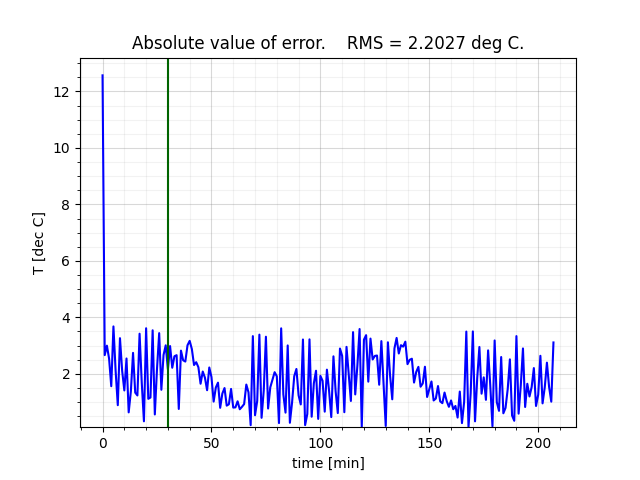 Absolute value of error.    RMS = 2.2027 deg C.
12
10
8
6
4
2
T [dec C]
0 50 100 150 200
time [min]